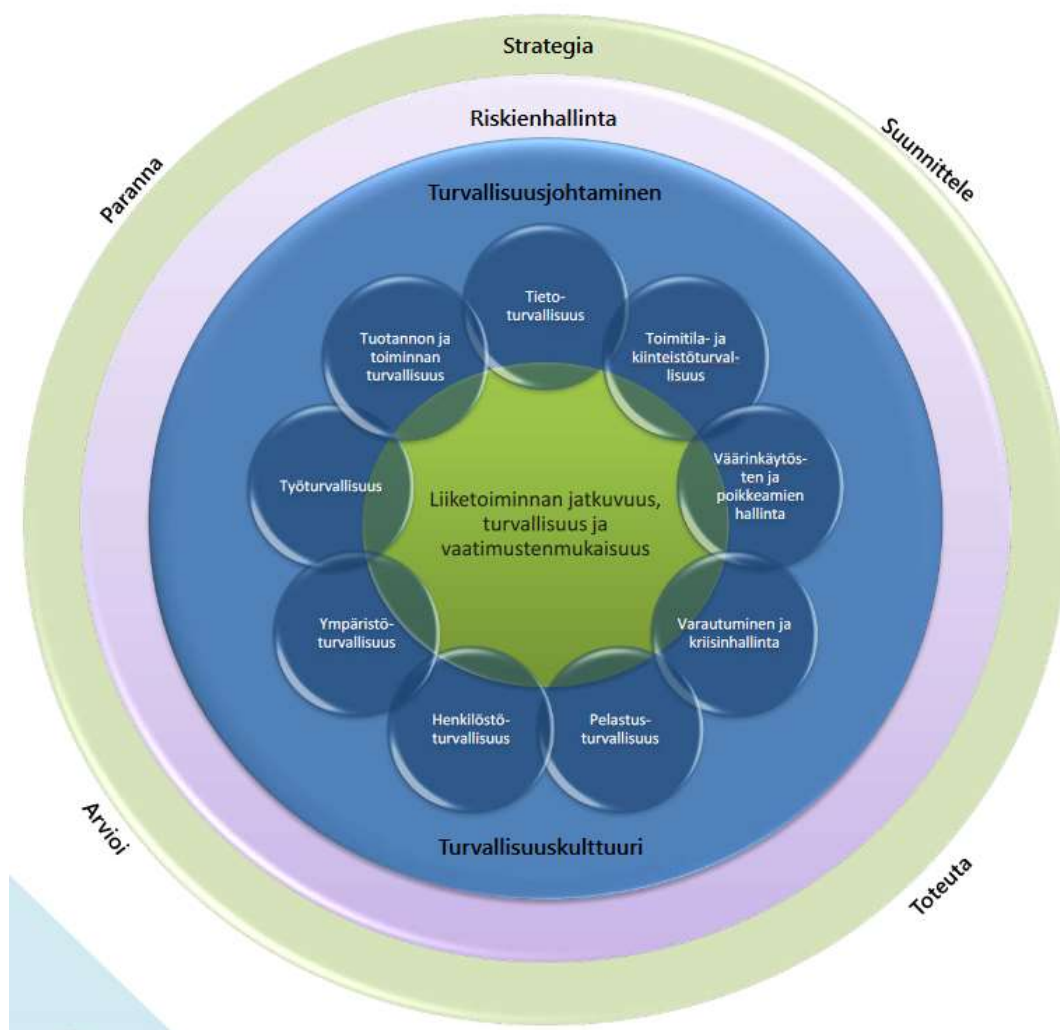 Strategia
Riskienhallinta
Turvallisuusjohtaminen
Suunnittele
Paranna
Tieto-
turvallisuus
Toimitila- ja
kiinteistöturval-
lisuus
Väärinkäytös-
ten ja
poikkeamien
hallinta
Varautuminen ja
kriisinhallinta
Pelastus-
turvallisuus
Henkilöstö-
turvallisuus
Ympäristö-
turvallisuus
Työturvallisuus
Tuotannon ja
toiminnan
turvallisuus
Liiketoiminnan jatkuvuus,
turvallisuus ja
vaatimustenmukaisuus
Turvallisuuskulttuuri
Arvioi
Toteuta